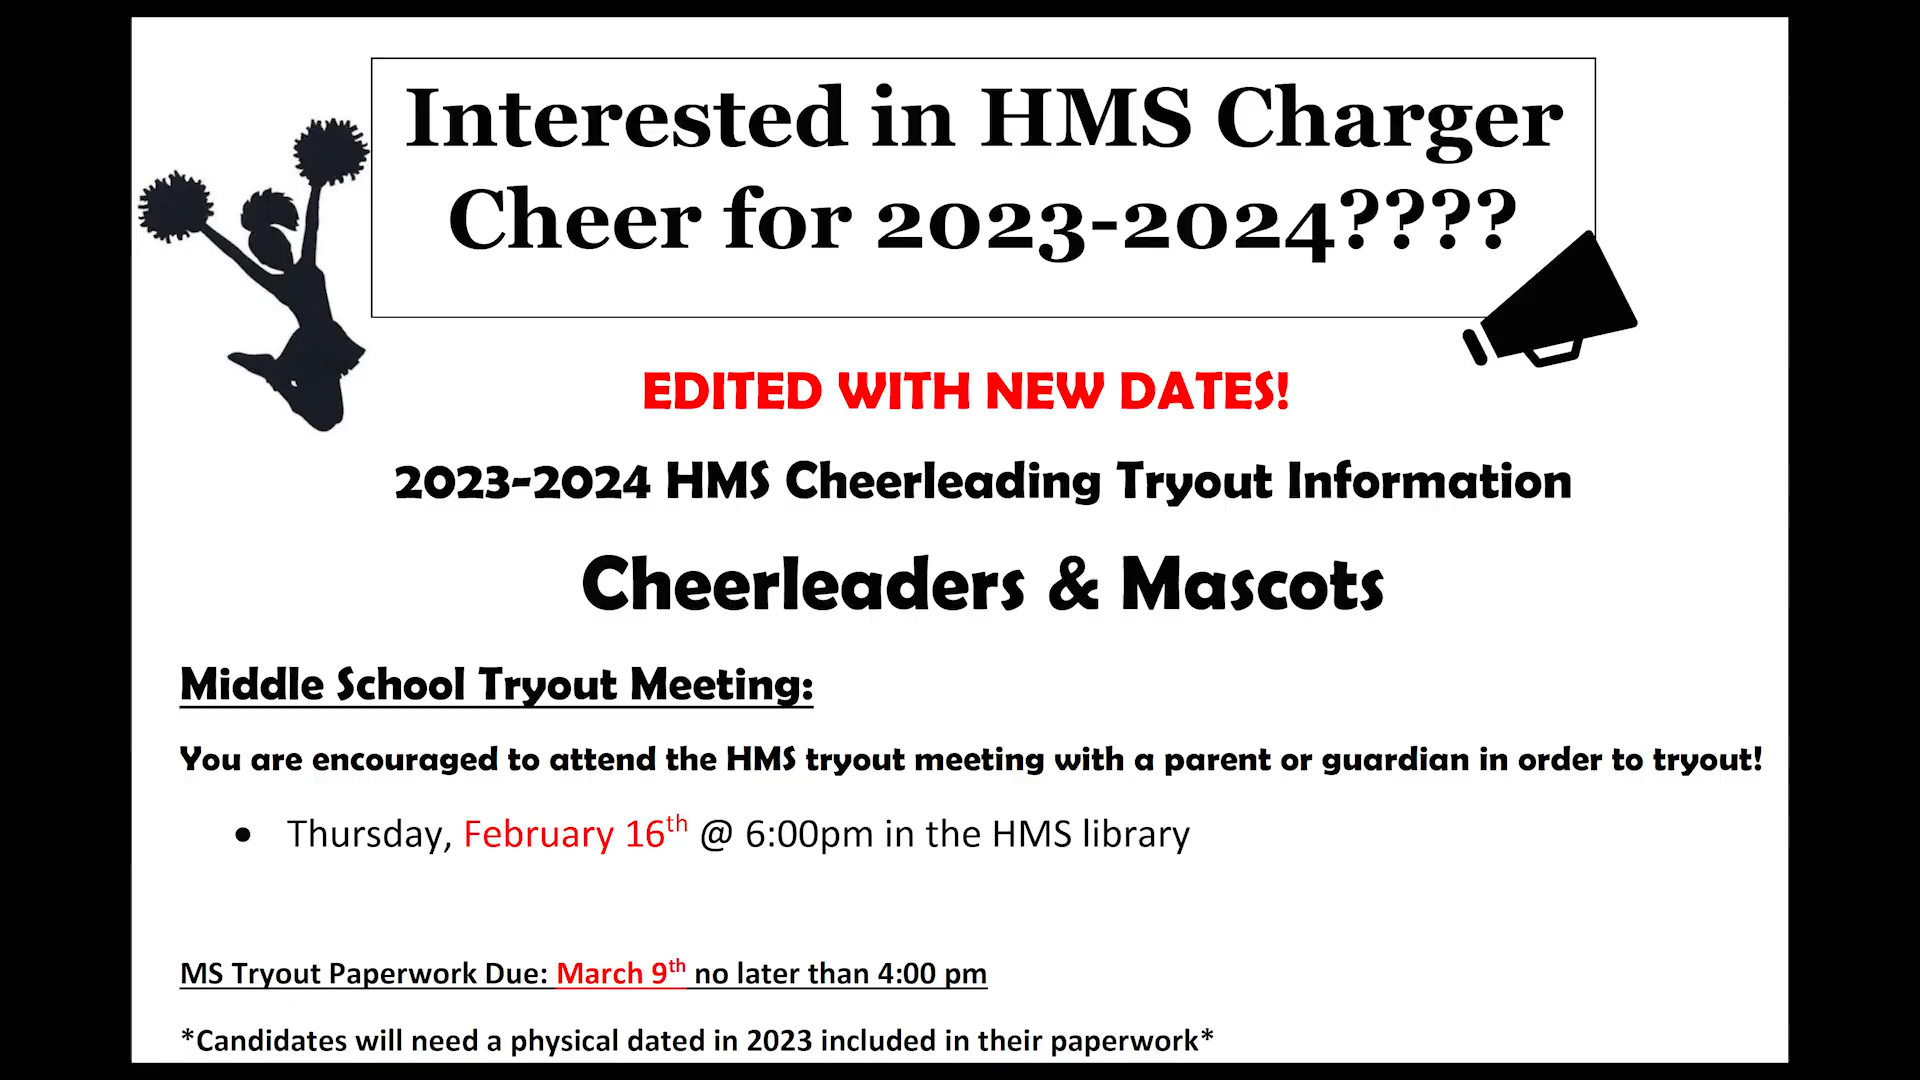 Interested in HMS Charger
Cheer for 2023-2024????
EDITED WITH NEW DATES!
2023-2024 HMS Cheerleading Tryout Information
Cheerleaders & Mascots
Middle School Tryout Meeting:
You are encouraged to attend the HMS tryout meeting with a parent or guardian in order to tryout!
• Thursday, February 16th @ 6:00pm in the HMS library
MS Tryout Paperwork Due: March 9th no later than 4:00 pm
*Candidates will need a physical dated in 2023 included in their paperwork*